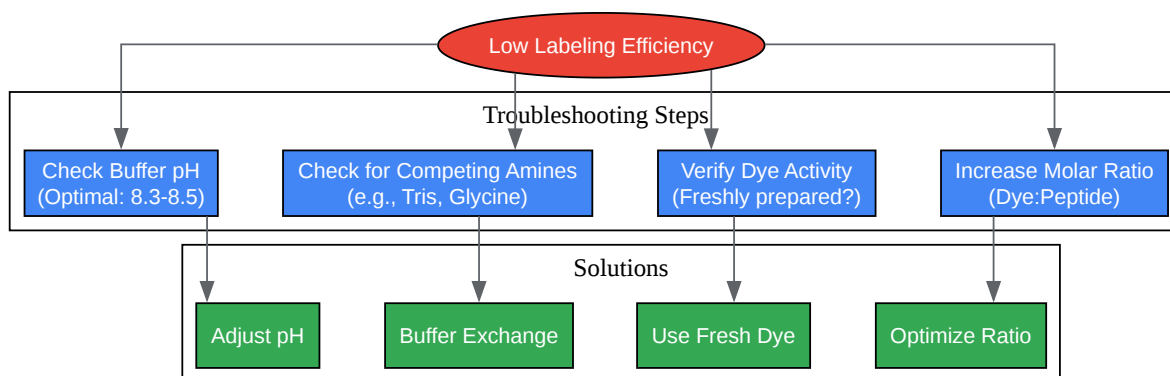 Low Labeling Efficiency
Troubleshooting Steps
Check Buffer pH
(Optimal: 8.3-8.5)
Check for Competing Amines
(e.g., Tris, Glycine)
Verify Dye Activity
(Freshly prepared?)
Increase Molar Ratio
(Dye:Peptide)
Solutions
Adjust pH
Buffer Exchange
Use Fresh Dye
Optimize Ratio